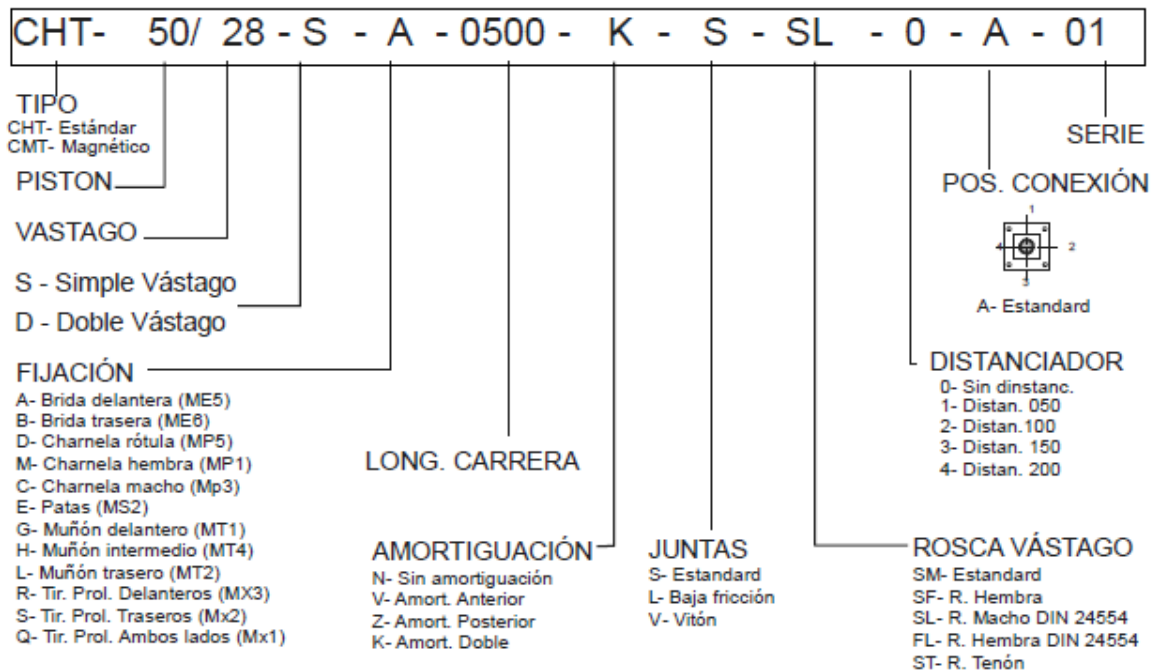 CHT- 50/ 28 - S - A - 0500 - K - S - SL - 0 - A - 01
TIPO
CHT- Estándar
CMT- Magnético
PISTON
VASTAGO
S - Simple Vástago
D - Doble Vástago
FIJACIÓN
A- Brida delantera (ME5)
B- Brida trasera (ME6)
D- Charnela rótula (MP5)
M- Charnela hembra (MP1)
C- Charnela macho (Mp3)
E- Patas (MS2)
G- Muñón delantero (MT1)
H- Muñón intermedio (MT4)
L- Muñón trasero (MT2)
R- Tir. Prol. Delanteros (MX3)
S- Tir. Prol. Traseros (Mx2)
Q- Tir. Prol. Ambos lados (Mx1)
LONG. CARRERA
AMORTIGUACIÓN
N- Sin amortiguación
V- Amort. Anterior
Z- Amort. Posterior
K- Amort. Doble
JUNTAS
S- Estandard
L- Baja fricción
V- Vitón
SERIE
POS. CONEXIÓN
1
4
2
3
A- Estandard
DISTANCIADOR
0- Sin dinstanc.
1- Distan. 050
2- Distan.100
3- Distan. 150
4- Distan. 200
ROSCA VÁSTAGO
SM- Estandard
SF- R. Hembra
SL- R. Macho DIN 24554
FL- R. Hembra DIN 24554
ST- R. Tenón